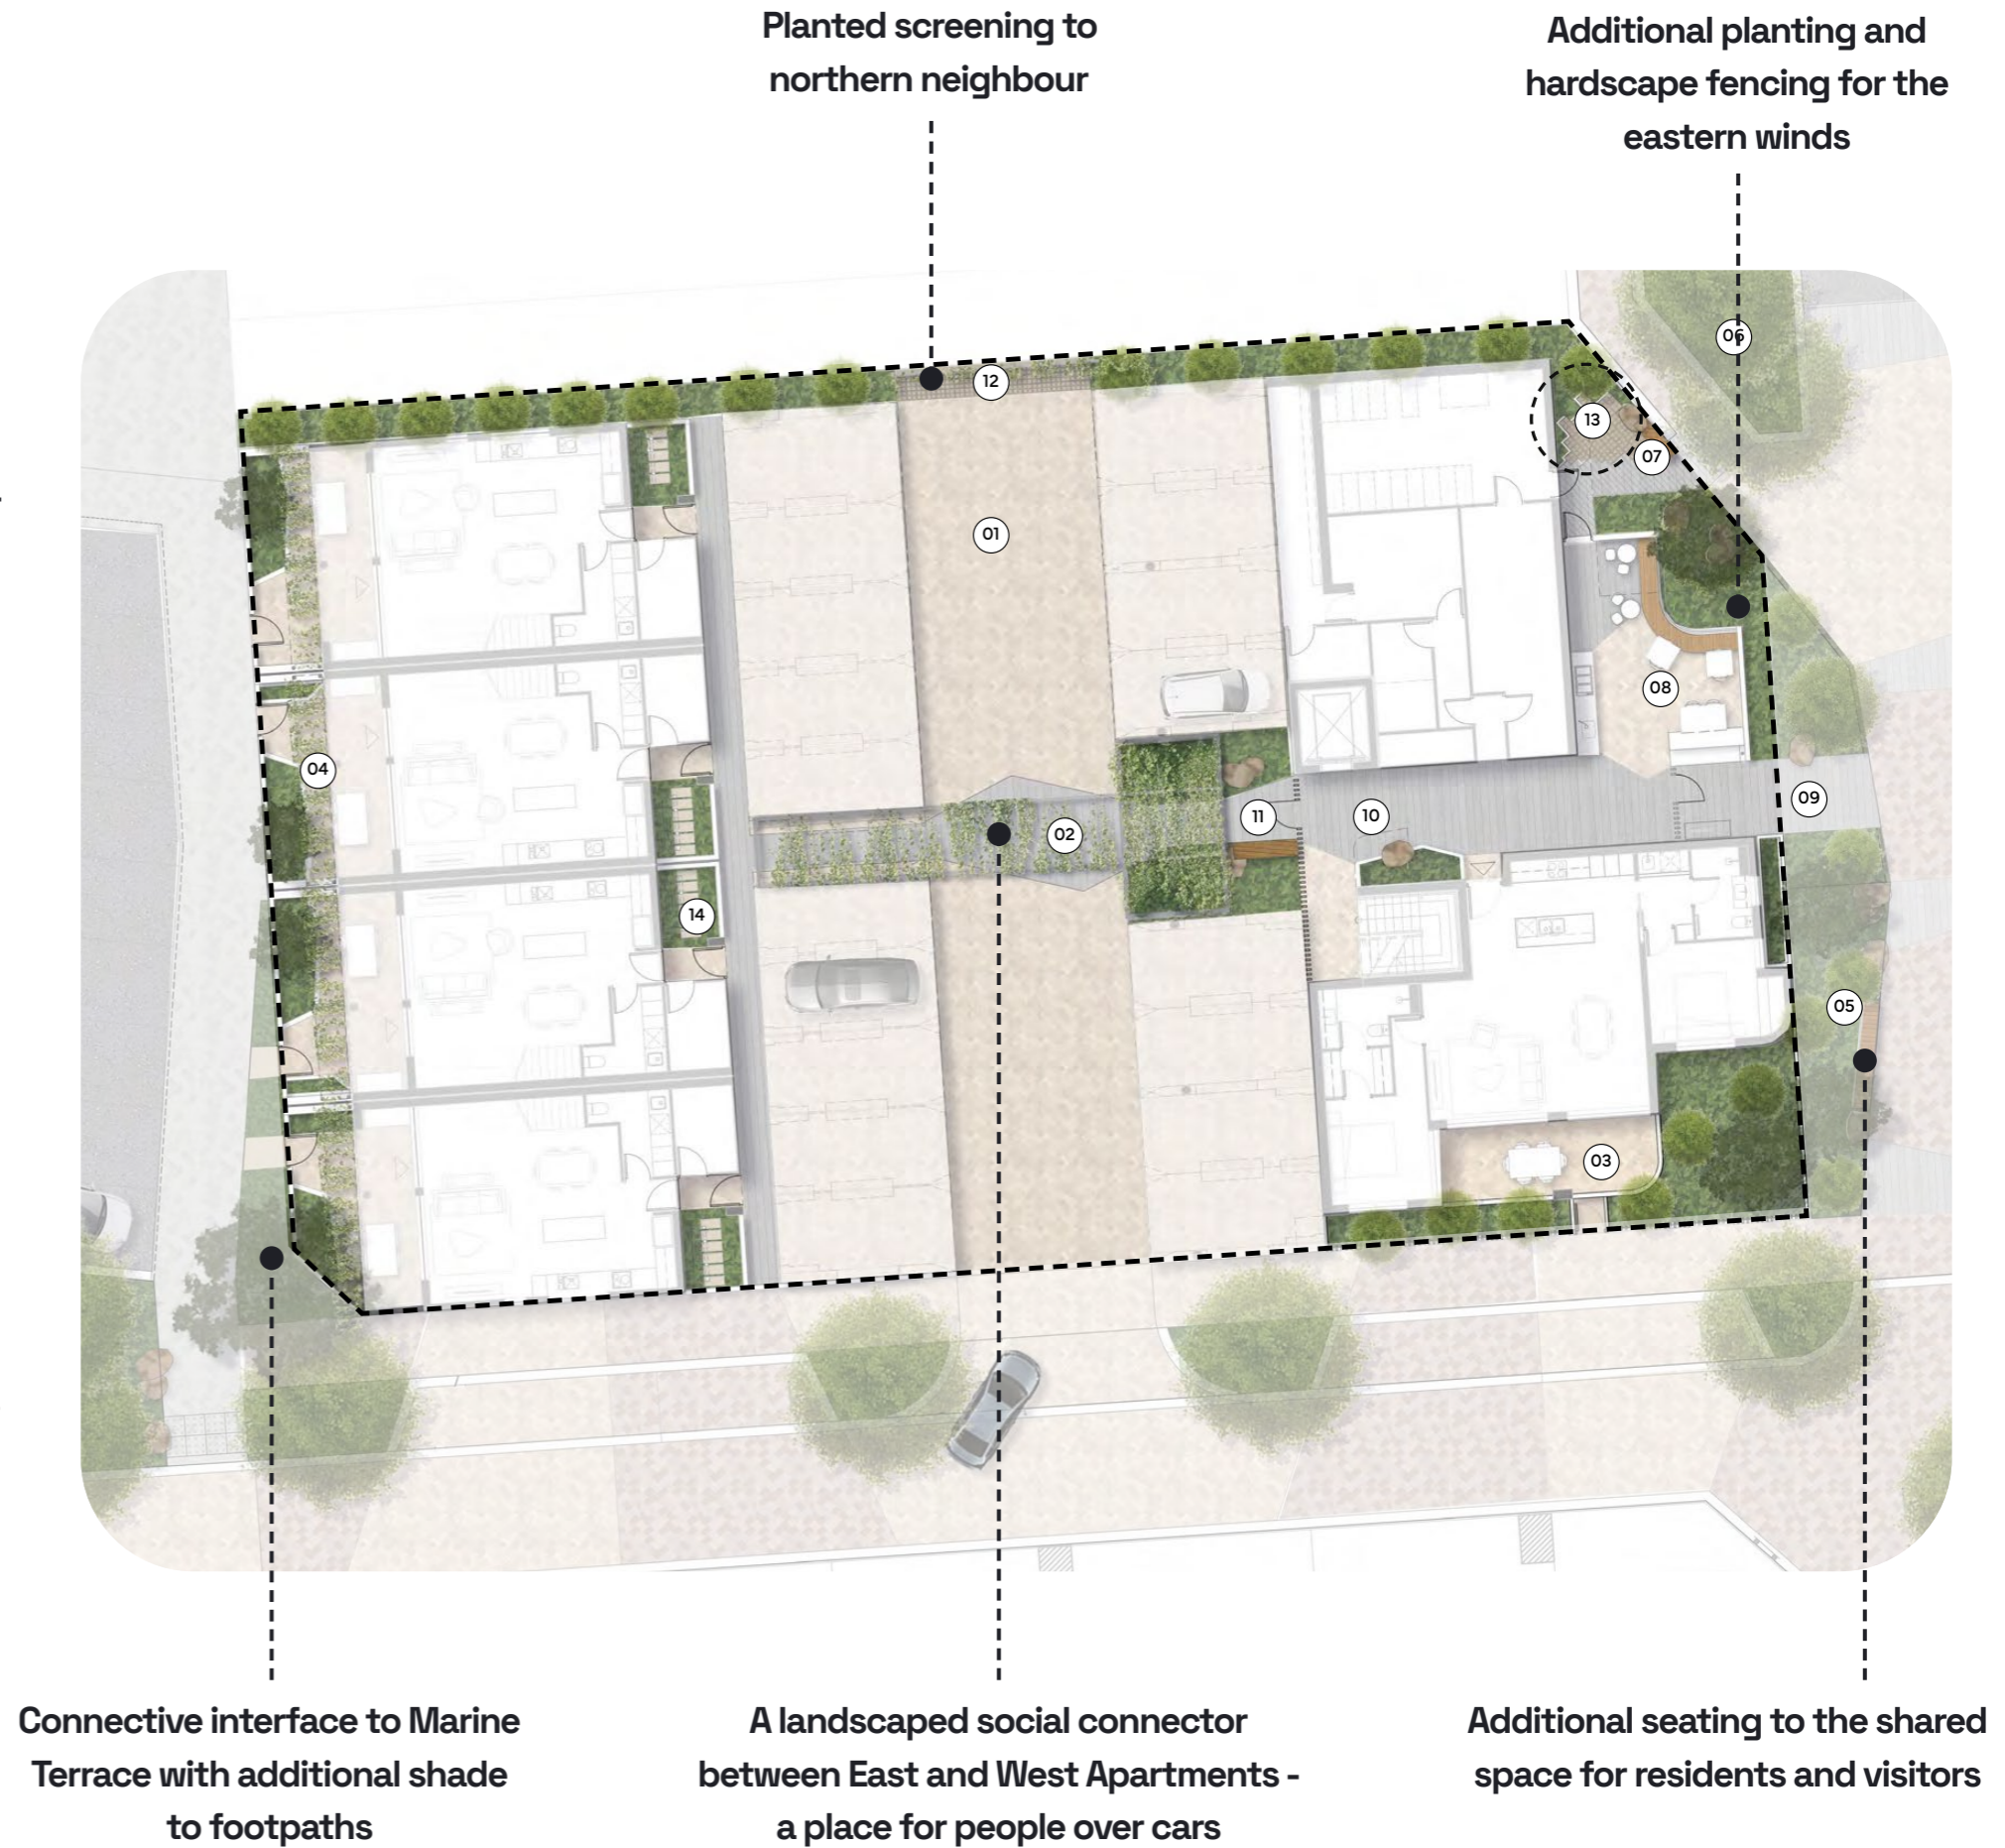 Planted screening to
northern neighbour
Additional planting and
hardscape fencing for the
eastern winds
06
12
13
07
01
08
04
09
11
10
02
14
05
03
Connective interface to Marine
Terrace with additional shade
to footpaths
A landscaped social connector
between East and West Apartments -
a place for people over cars
Additional seating to the shared
space for residents and visitors